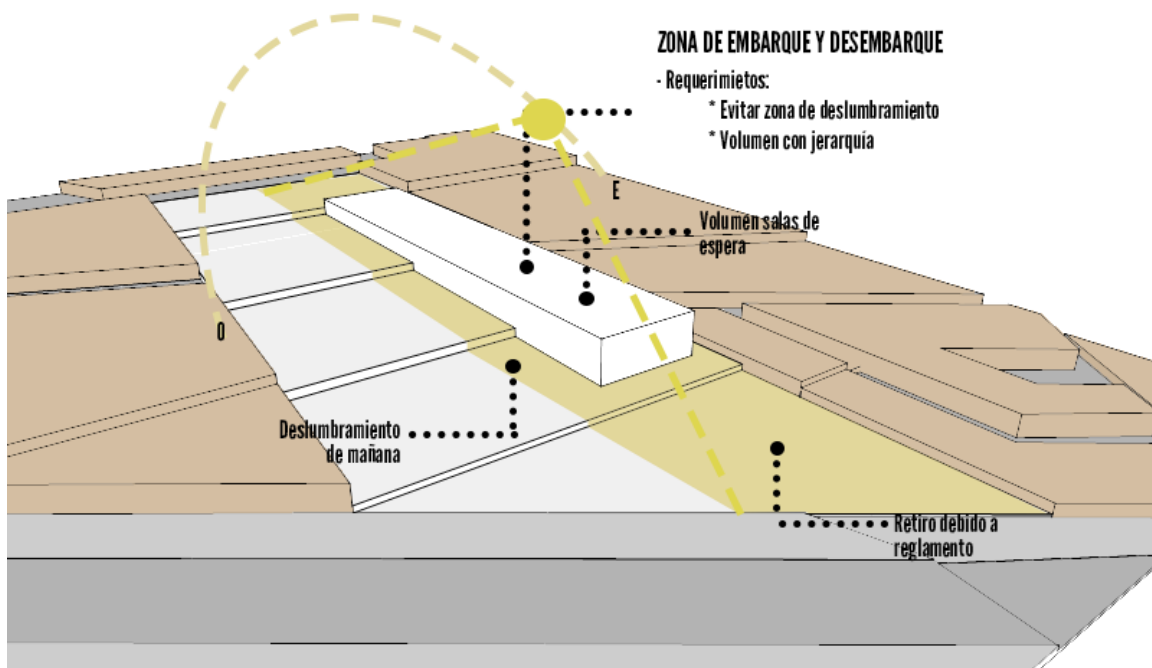 ZONA DE EMBARQUE Y DESEMBARQUE
- Requerimietos:
* Evitar zona de deslumbramiento
* Volumen con jerarquía
E
Volumen salas de
espera
O
Deslumbramiento
de mañana
Retiro debido a
reglamento